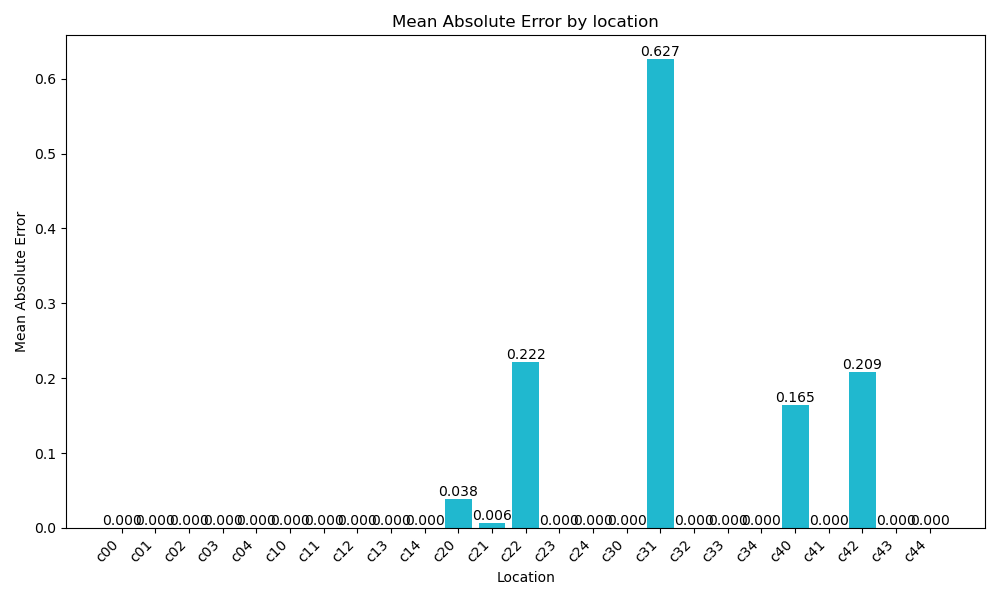 Mean Absolute Error by location
Mean Absolute Error
0.6
0.5
0.4
0.3
0.2
0.1
0.0
0.000 0.000 0.000 0.000 0.000 0.000 0.000 0.000 0.000 0.000 0.038 0.006 0.222 0.000 0.000 0.000 0.627 0.000 0.000 0.000 0.165 0.000 0.209 0.000 0.000
c00 c01 c02 c03 c04 c10 c11 c12 c13 c14 c20 c21 c22 c23 c24 c30 c31 c32 c33 c34 c40 c41 c42 c43 c44
Location